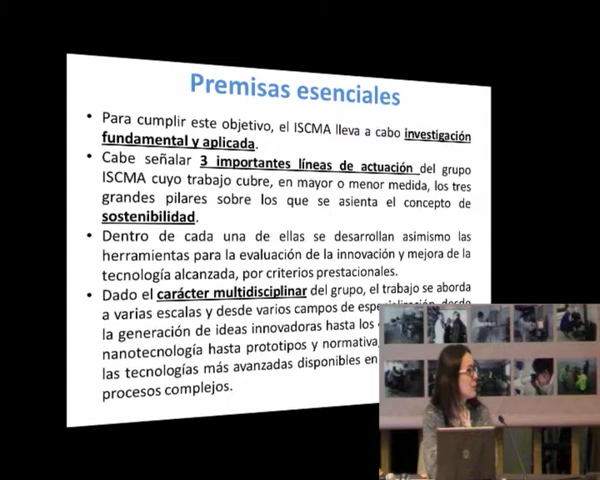 Premisas esenciales
• Para cumplir este objetivo, el ISCMA lleva a cabo investigación
fundamental y aplicada.
• Cabe señalar 3 importantes líneas de actuación del grupo
ISCMA cuyo trabajo cubre, en mayor o menor medida, los tres
grandes pilares sobre los que se asienta el concepto de
sostenibilidad.
• Dentro de cada una de ellas se desarrollan asimismo las
herramientas para la evaluación de la innovación y mejora de la
tecnología alcanzada, por criterios prestacionales.
• Dado el carácter multidisciplinar del grupo, el trabajo se aborda
a varias escalas y desde varios campos de especialización, desde
la generación de ideas innovadoras hasta los
nanotecnología hasta prototipos y normativa,
las tecnologías más avanzadas disponibles en
procesos complejos.